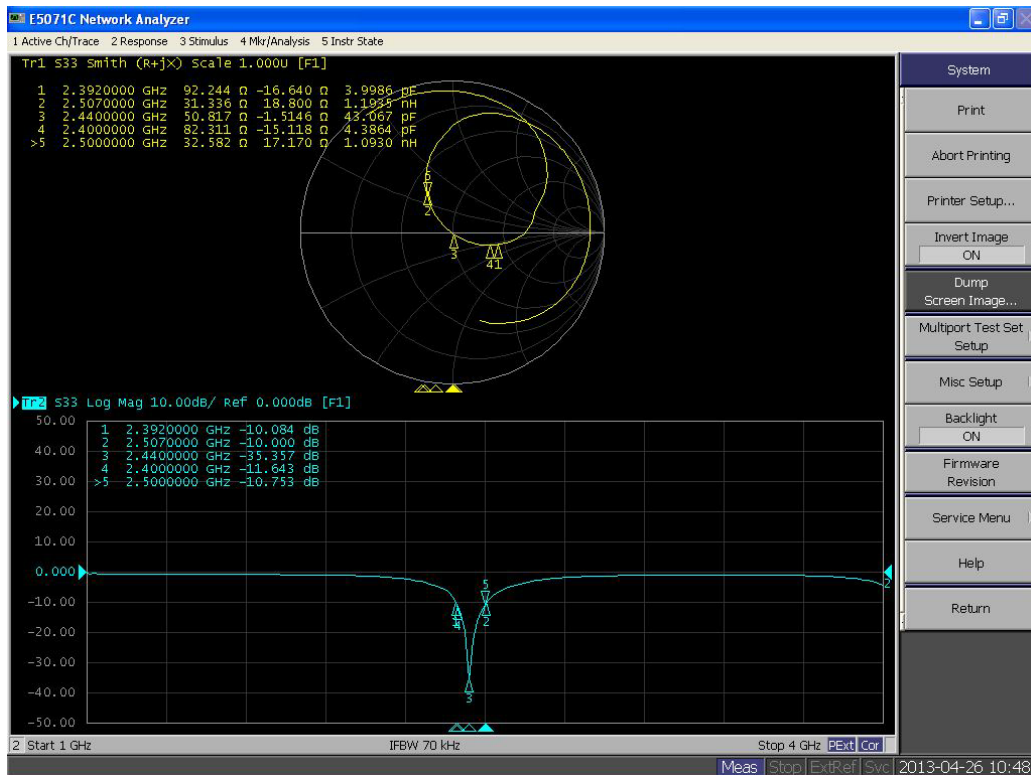 E5071C Network Analyzer
1 Active Ch/Trace 2 Response 3 Stimulus 4 Mkr/Analysis 5 Instr State
Tr1 S33 Smith (R+jX) Scale 1.000U [F1]
1 2.3920000 GHz 92.244 Ω -16.640 Ω 3.9986 pF
2 2.5070000 GHz 31.336 Ω 18.800 Ω 1.1935 nH
3 2.4400000 GHz 50.817 Ω -1.5146 Ω 43.067 pF
4 2.4000000 GHz 82.311 Ω -15.118 Ω 4.3864 pF
>5 2.5000000 GHz 32.582 Ω 17.170 Ω 1.0930 nH
5
2
3
41
Tr2 S33 Log Mag 10.00dB/ Ref 0.000dB [F1]
50.00
1 2.3920000 GHz -10.084 dB
2 2.5070000 GHz -10.000 dB
40.00
3 2.4400000 GHz -35.357 dB
4 2.4000000 GHz -11.643 dB
30.00
>5 2.5000000 GHz -10.753 dB
20.00
10.00
0.000
5
2
-10.00
1
4
2
-20.00
-30.00
-40.00
3
-50.00
2 Start 1 GHz
IFBW 70 kHz
Stop 4 GHz PExt Cor
System
Print
Abort Printing
Printer Setup...
Invert Image
ON
Dump
Screen Image...
Multiport Test Set
Setup
Misc Setup
Backlight
ON
Firmware
Revision
Service Menu
Help
Return
Meas Stop ExtRef Svc 2013-04-26 10:48